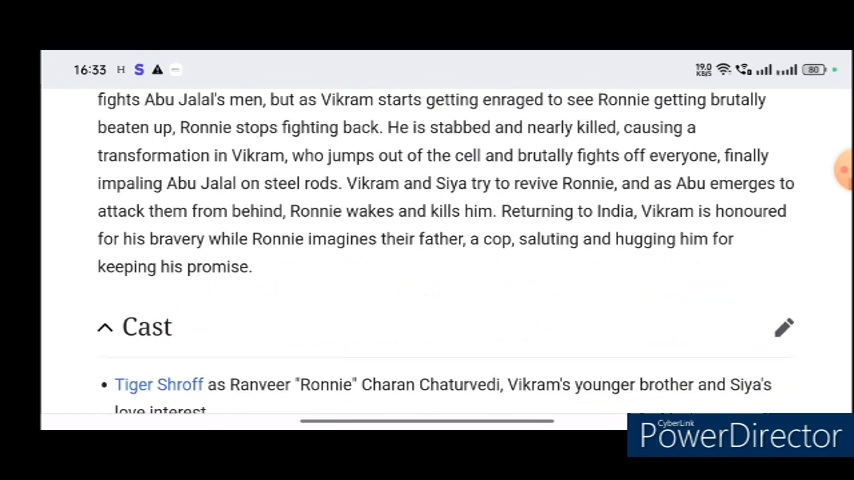 16:33 H S 19.0 KB/S 80
fights Abu Jalal's men, but as Vikram starts getting enraged to see Ronnie getting brutally
beaten up, Ronnie stops fighting back. He is stabbed and nearly killed, causing a
transformation in Vikram, who jumps out of the cell and brutally fights off everyone, finally
impaling Abu Jalal on steel rods. Vikram and Siya try to revive Ronnie, and as Abu emerges to
attack them from behind, Ronnie wakes and kills him. Returning to India, Vikram is honoured
for his bravery while Ronnie imagines their father, a cop, saluting and hugging him for
keeping his promise.
Cast
• Tiger Shroff as Ranveer "Ronnie" Charan Chaturvedi, Vikram's younger brother and Siya's
love interest
CyberLink
PowerDirector